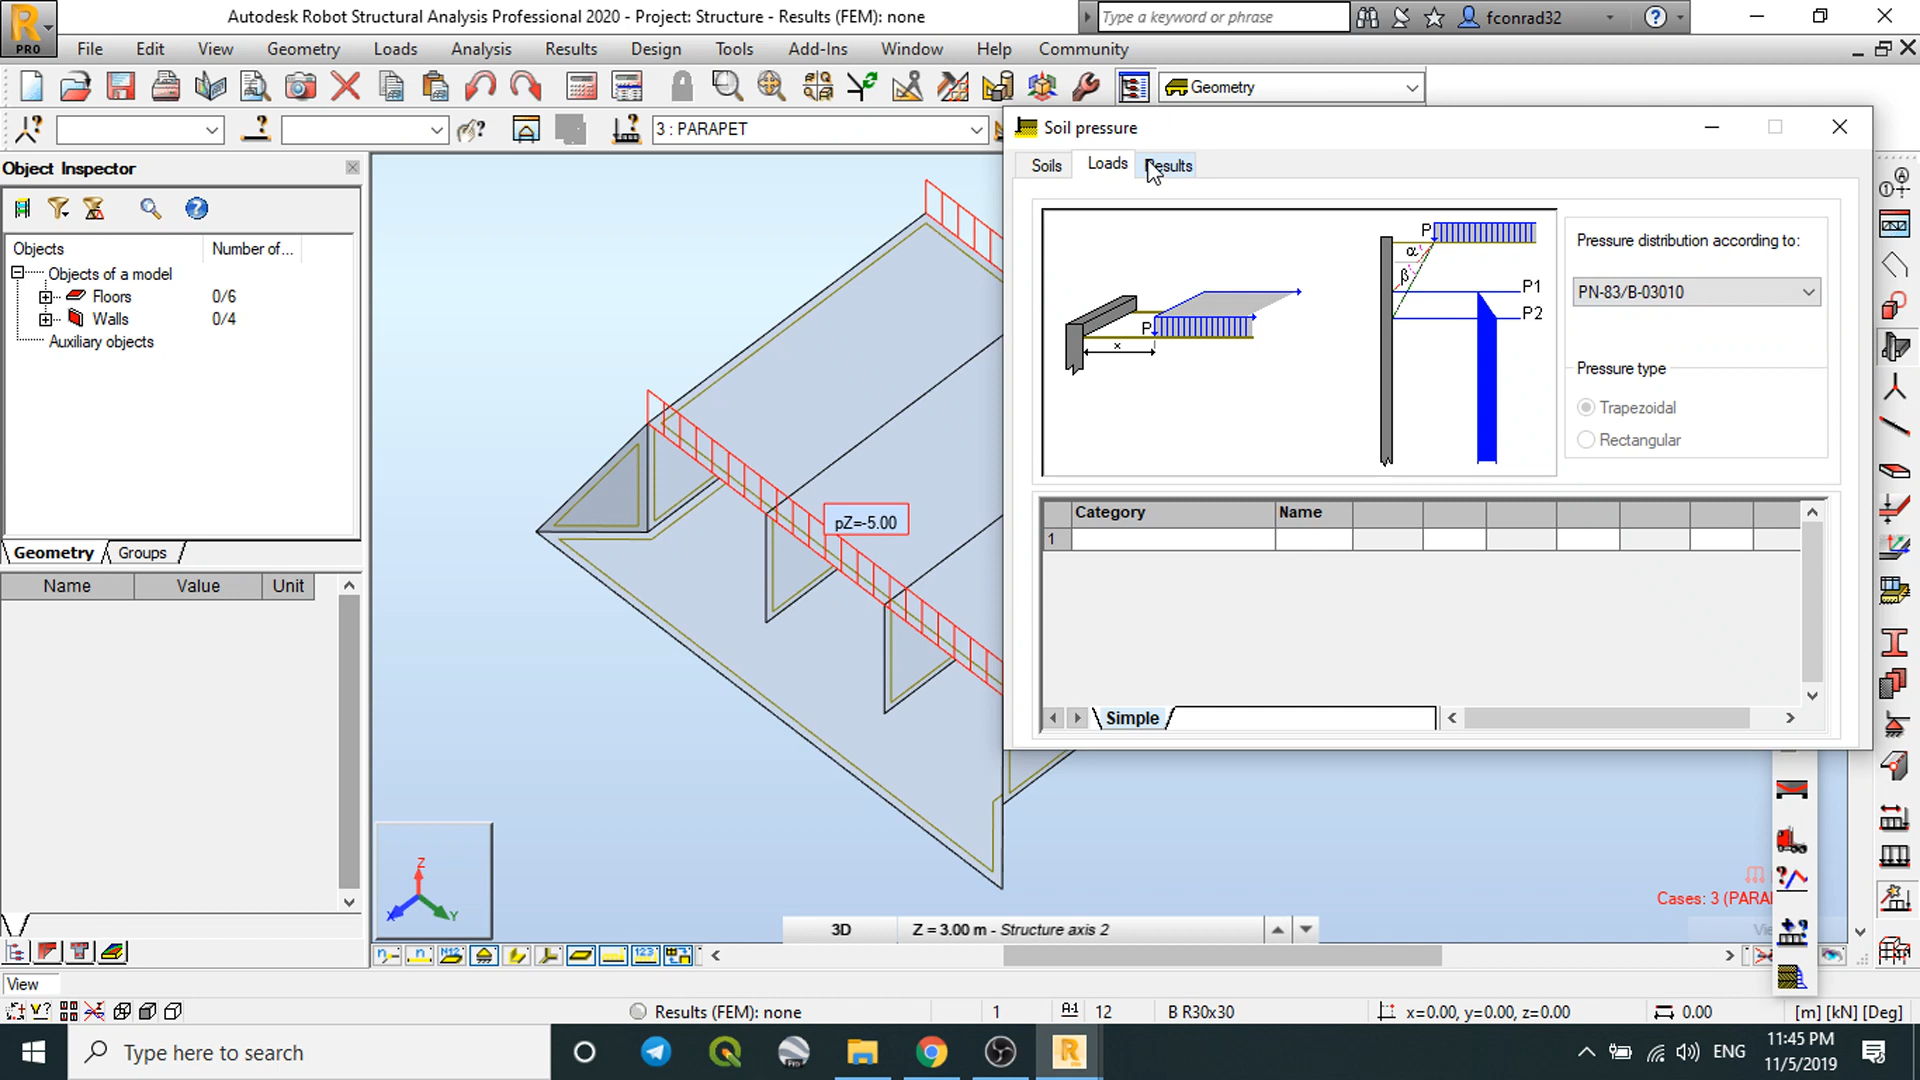 Autodesk Robot Structural Analysis Professional 2020 - Project: Structure - Results (FEM): none
Type a keyword or phrase
fconrad32
PRO
File Edit View Geometry Loads Analysis Results Design Tools Add-Ins Window Help Community
Geometry
3 : PARAPET
Object Inspector
Objects Number of...
Objects of a model
Floors 0/6
Walls 0/4
Auxiliary objects
Geometry Groups
Name Value Unit
pZ=-5.00
Soil pressure
Soils Loads Results
P
x
P
α
β
P1
P2
Pressure distribution according to:
PN-83/B-03010
Pressure type
Trapezoidal
Rectangular
Category Name
1
Simple
Z
X
Y
Cases: 3 (PARA
3D Z = 3.00 m - Structure axis 2
View
Results (FEM): none 1 12 B R30x30 x=0.00, y=0.00, z=0.00 0.00 [m] [kN] [Deg]
Type here to search
ENG
11:45 PM
11/5/2019